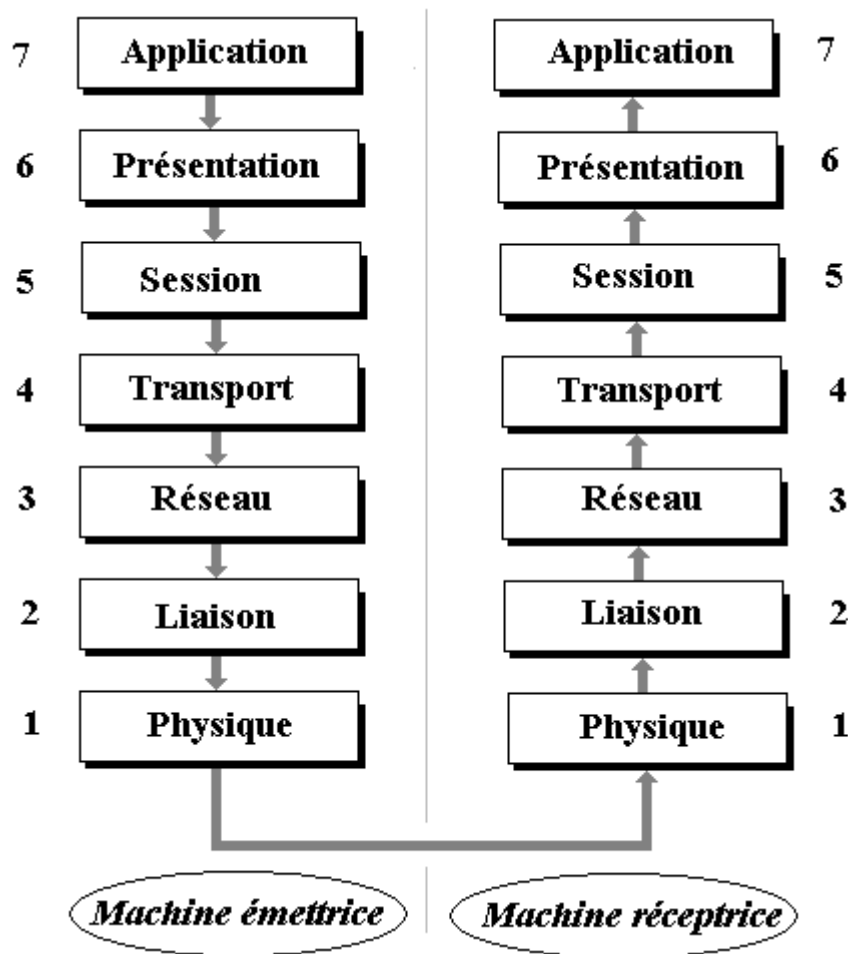 7 Application Application 7
6 Présentation Présentation 6
5 Session Session 5
4 Transport Transport 4
3 Réseau Réseau 3
2 Liaison Liaison 2
1 Physique Physique 1
Machine émettrice Machine réceptrice